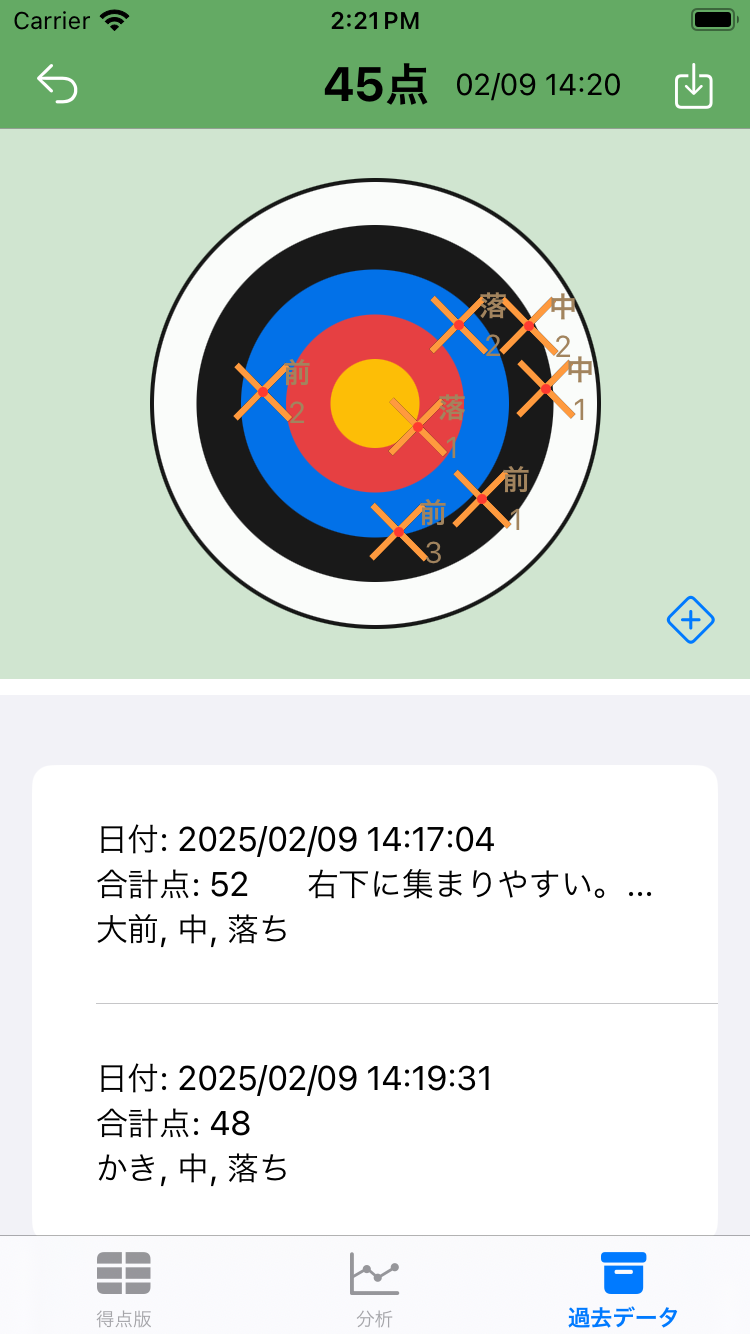 Carrier 2:21 PM
45点 02/09 14:20
落 中
2 2
前 中
2 落 1
1
前
前 1
3
日付: 2025/02/09 14:17:04
合計点: 52 右下に集まりやすい。...
大前, 中, 落ち
日付: 2025/02/09 14:19:31
合計点: 48
かき, 中, 落ち
得点版 分析 過去データ